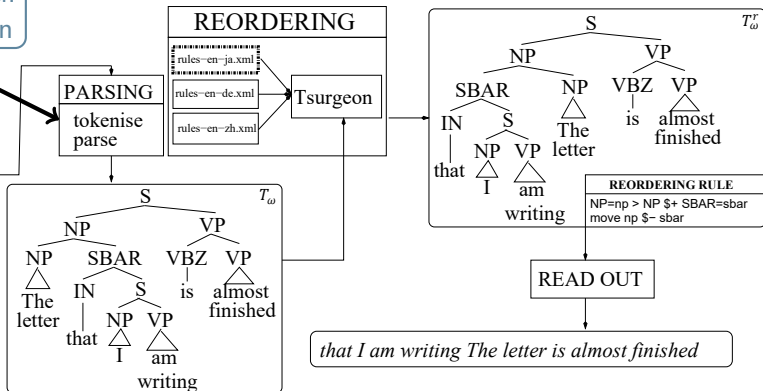 n
PARSING
tokenise
parse
REORDERING
rules-en-ja.xml
rules-en-de.xml
rules-en-zh.xml
Tsurgeon
S
Tω
NP
VP
NP
SBAR
VBZ
VP
The
letter
IN
S
is
almost
finished
that
NP
VP
I
am
writing
S
Tωʳ
NP
VP
SBAR
NP
VBZ
VP
IN
S
The
letter
is
almost
finished
that
NP
VP
I
am
writing
REORDERING RULE
NP=np > NP $+ SBAR=sbar
move np $- sbar
READ OUT
that I am writing The letter is almost finished